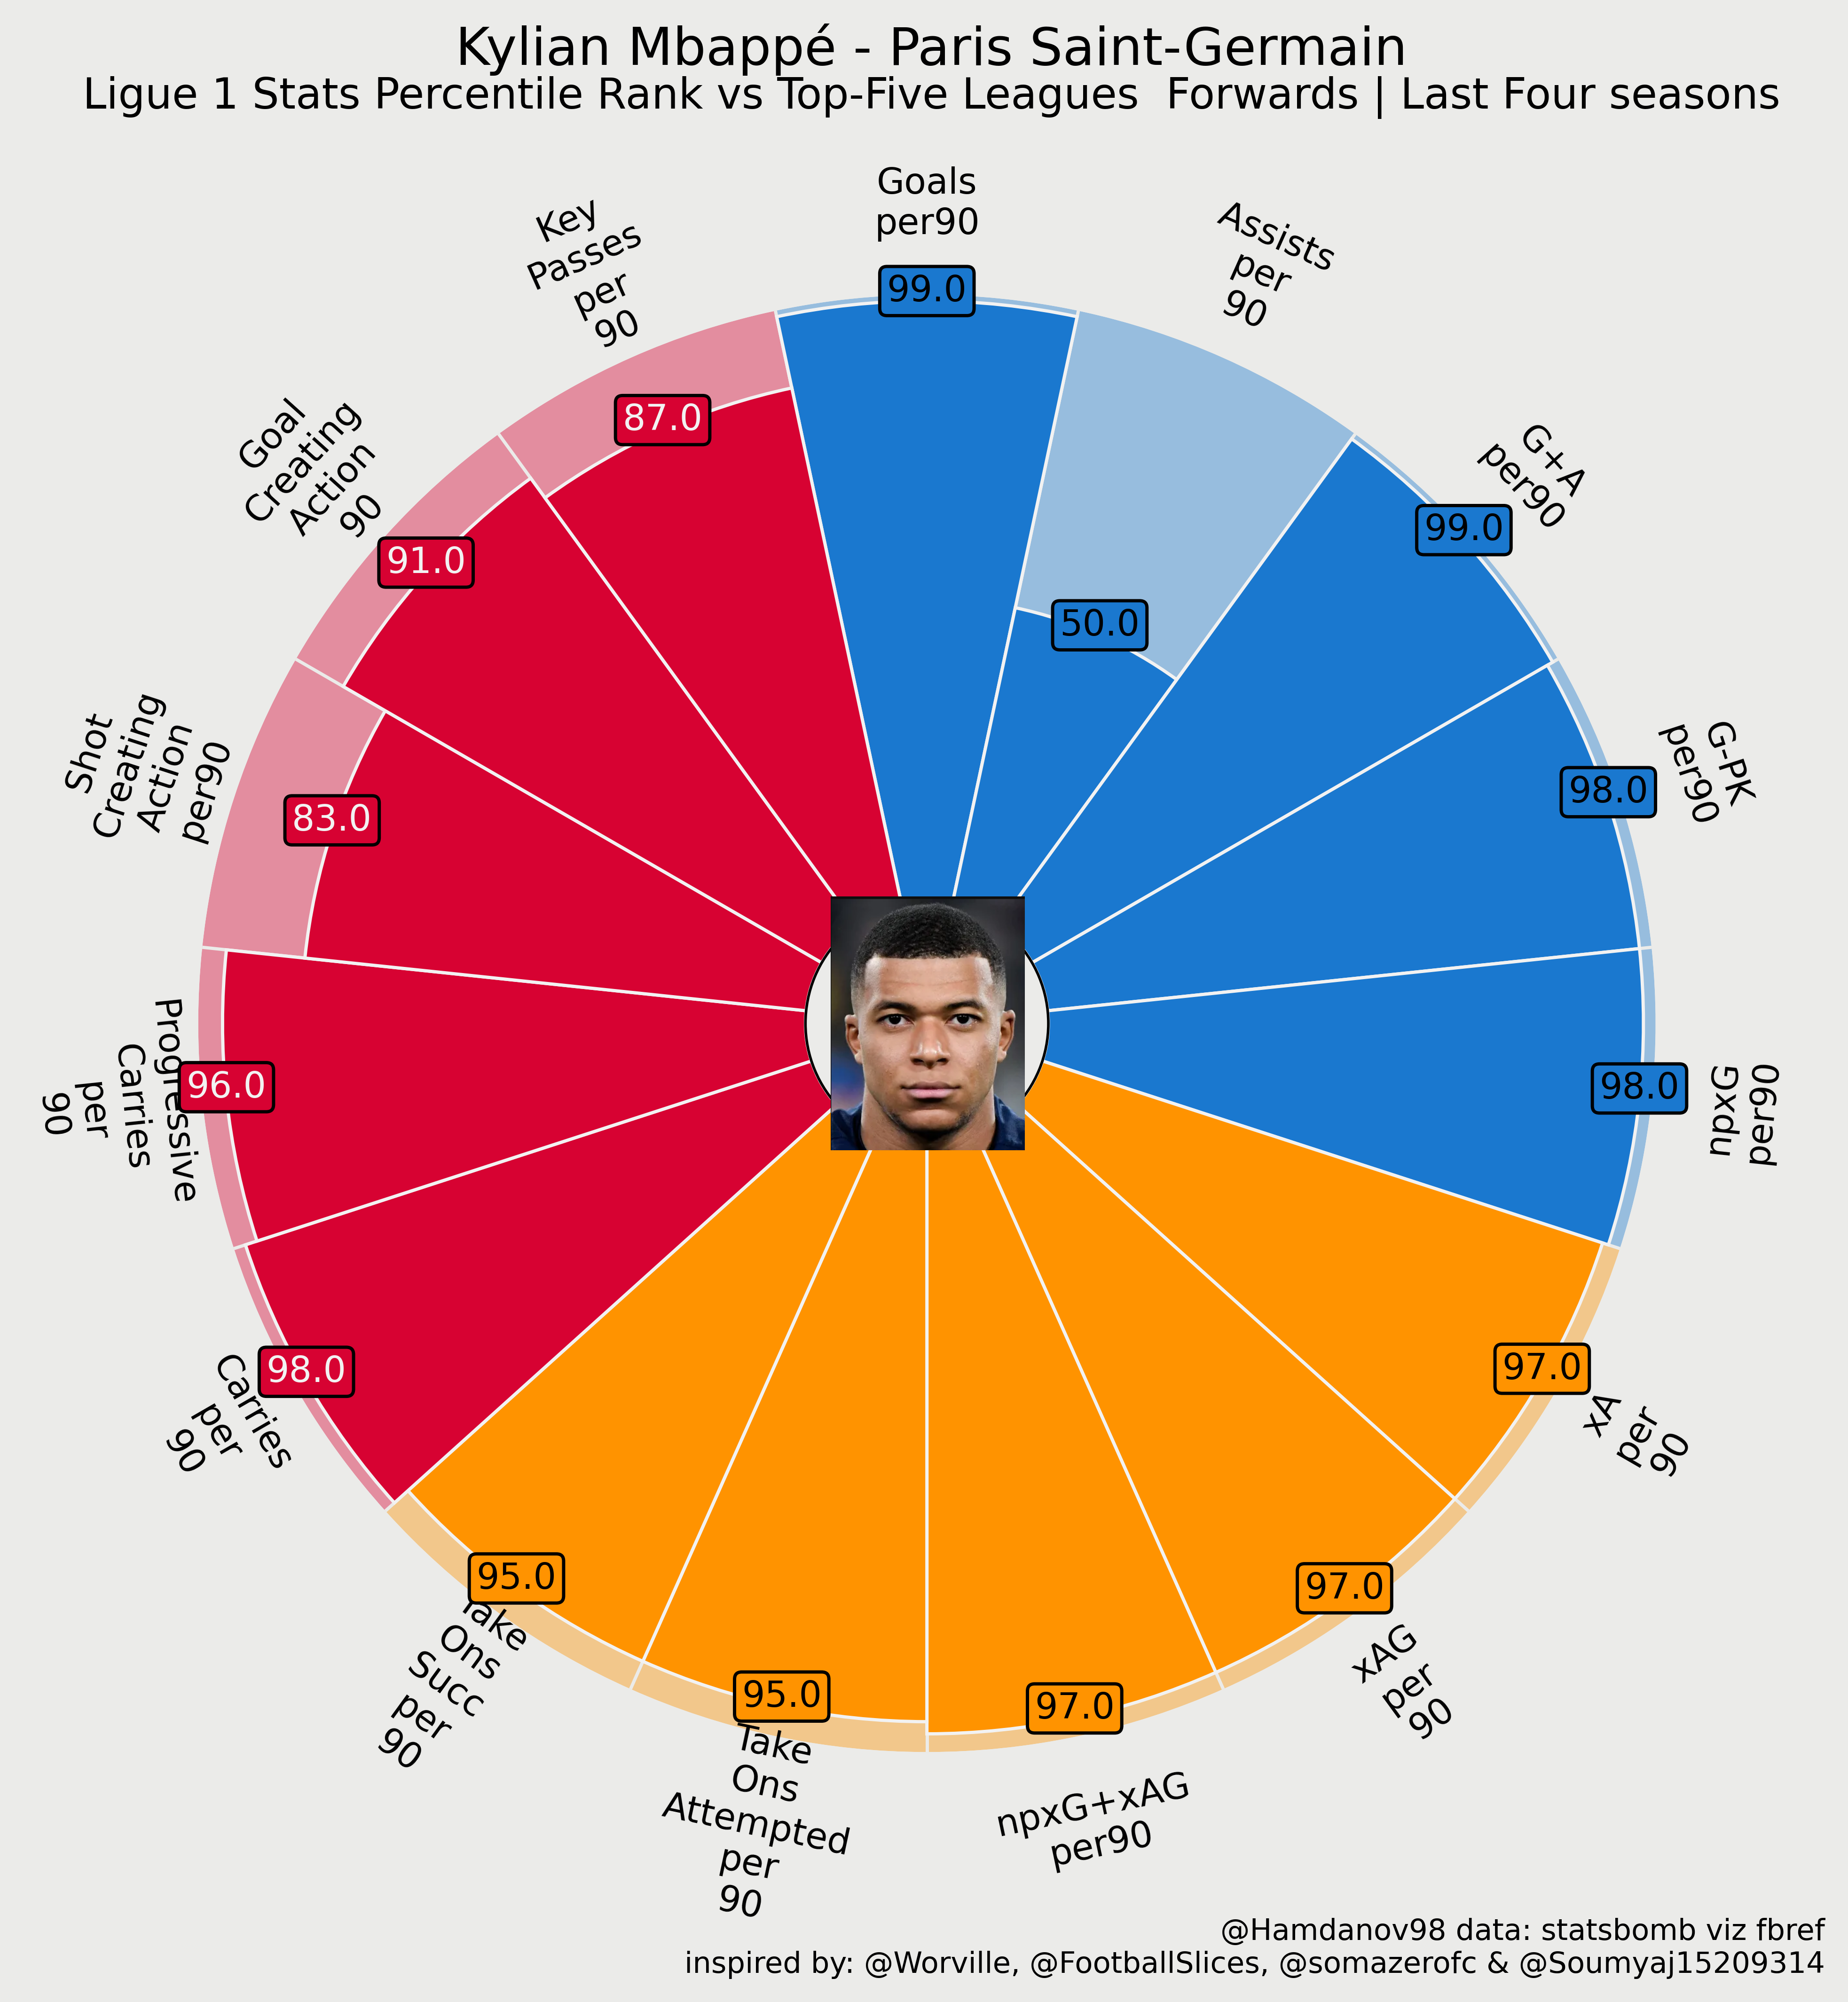 Kylian Mbappé - Paris Saint-Germain
Ligue 1 Stats Percentile Rank vs Top-Five Leagues  Forwards | Last Four seasons
Goals
per90
99.0
Assists
per
90
50.0
G+A
per90
99.0
G-PK
per90
98.0
npxG
per90
98.0
xA
per
90
97.0
xAG
per
90
97.0
npxG+xAG
per90
97.0
Take
Ons
Attempted
per
90
95.0
Take
Ons
Succ
per
90
95.0
Carries
per
90
98.0
Progressive
Carries
per
90
96.0
Shot
Creating
Action
per90
83.0
Goal
Creating
Action
90
91.0
Key
Passes
per
90
87.0
@Hamdanov98 data: statsbomb viz fbref
inspired by: @Worville, @FootballSlices, @somazerofc & @Soumyaj15209314